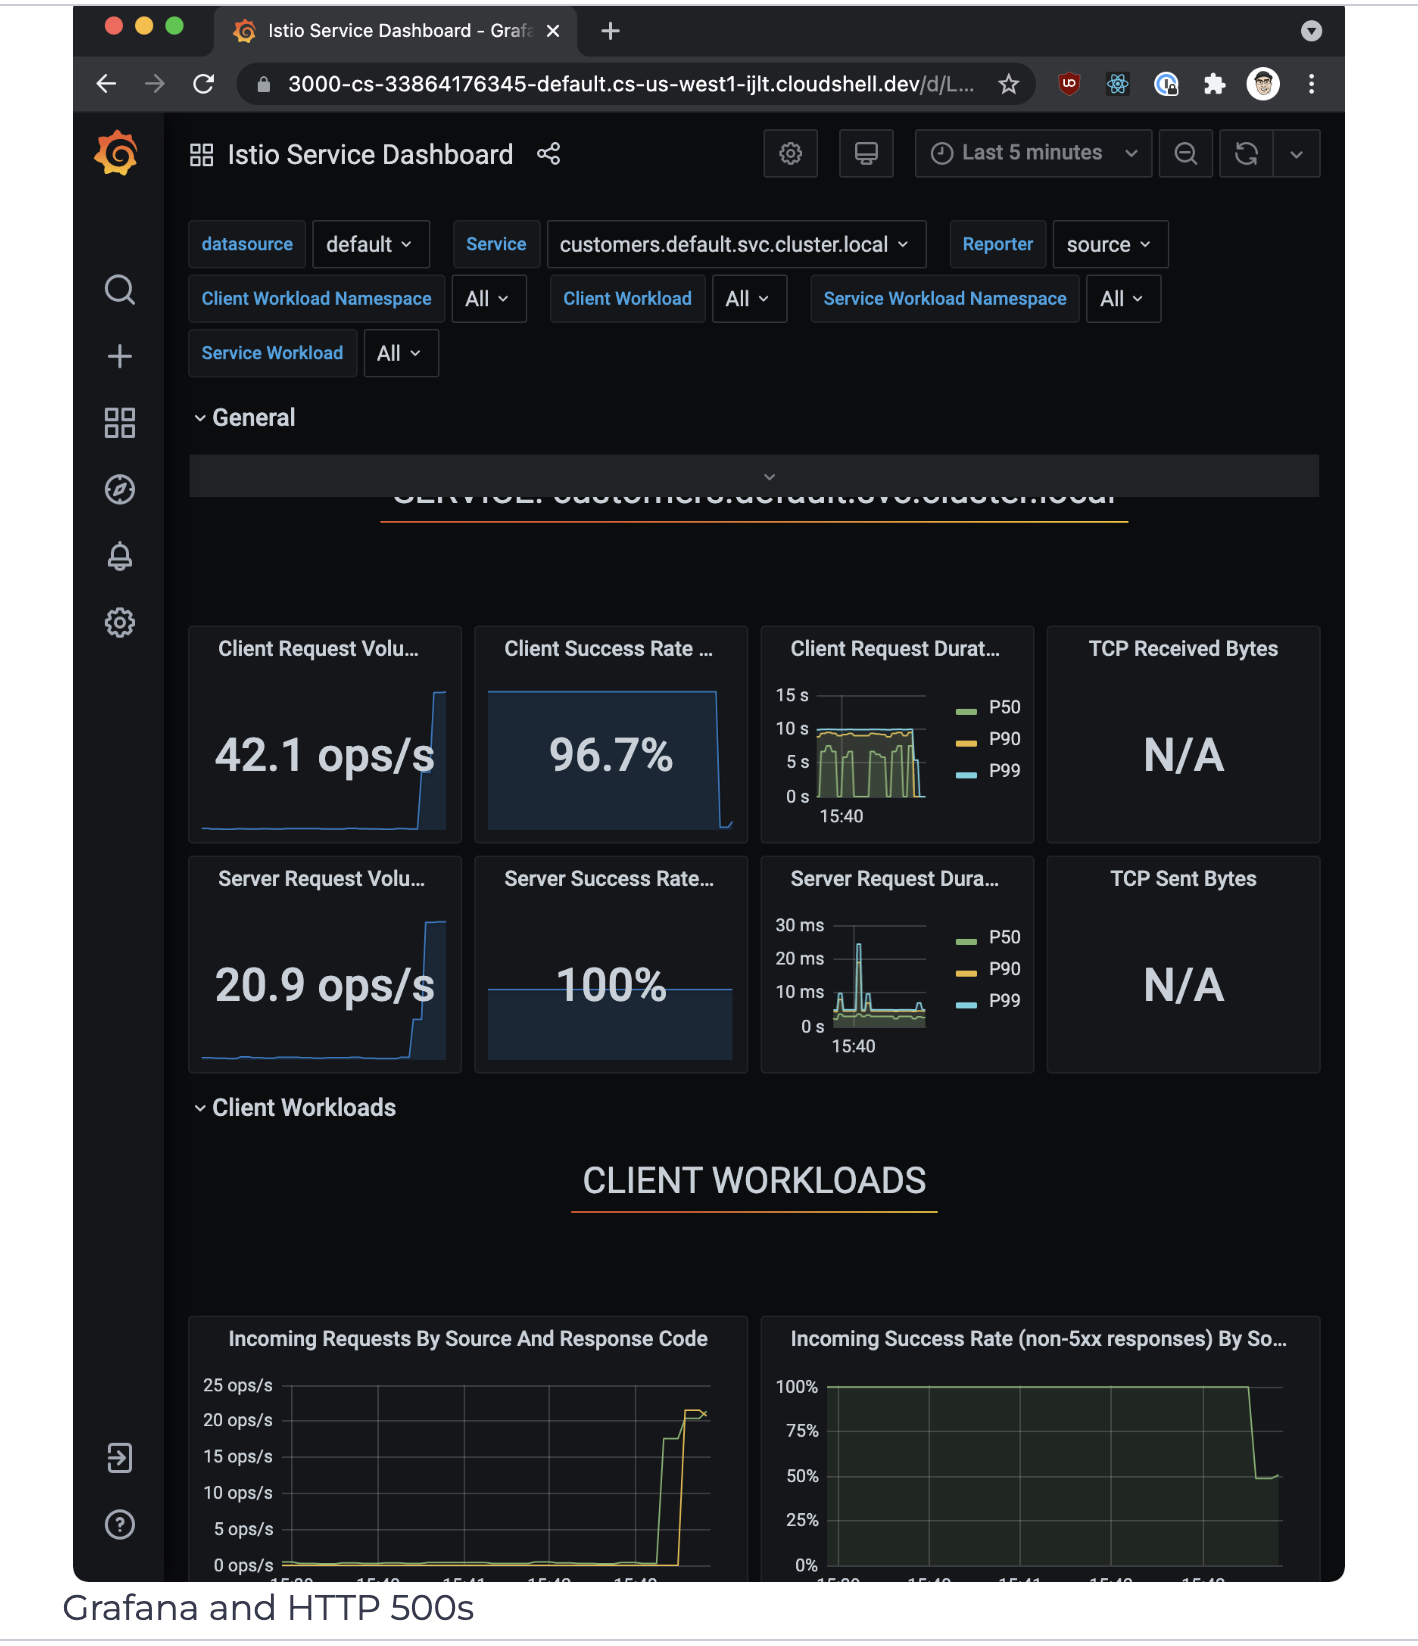 Istio Service Dashboard - Grafa
3000-cs-33864176345-default.cs-us-west1-ijlt.cloudshell.dev/d/L...
Istio Service Dashboard
Last 5 minutes
datasource default Service customers.default.svc.cluster.local Reporter source
Client Workload Namespace All Client Workload All Service Workload Namespace All
Service Workload All
General
SERVICE: customers.default.svc.cluster.local
Client Request Volu... Client Success Rate ... Client Request Durat... TCP Received Bytes
42.1 ops/s
96.7%
15 s
10 s
5 s
0 s
15:40
P50
P90
P99
N/A
Server Request Volu... Server Success Rate... Server Request Dura... TCP Sent Bytes
20.9 ops/s
100%
30 ms
20 ms
10 ms
0 s
15:40
P50
P90
P99
N/A
Client Workloads
CLIENT WORKLOADS
Incoming Requests By Source And Response Code
25 ops/s
20 ops/s
15 ops/s
10 ops/s
5 ops/s
0 ops/s
Incoming Success Rate (non-5xx responses) By So...
100%
75%
50%
25%
0%
Grafana and HTTP 500s